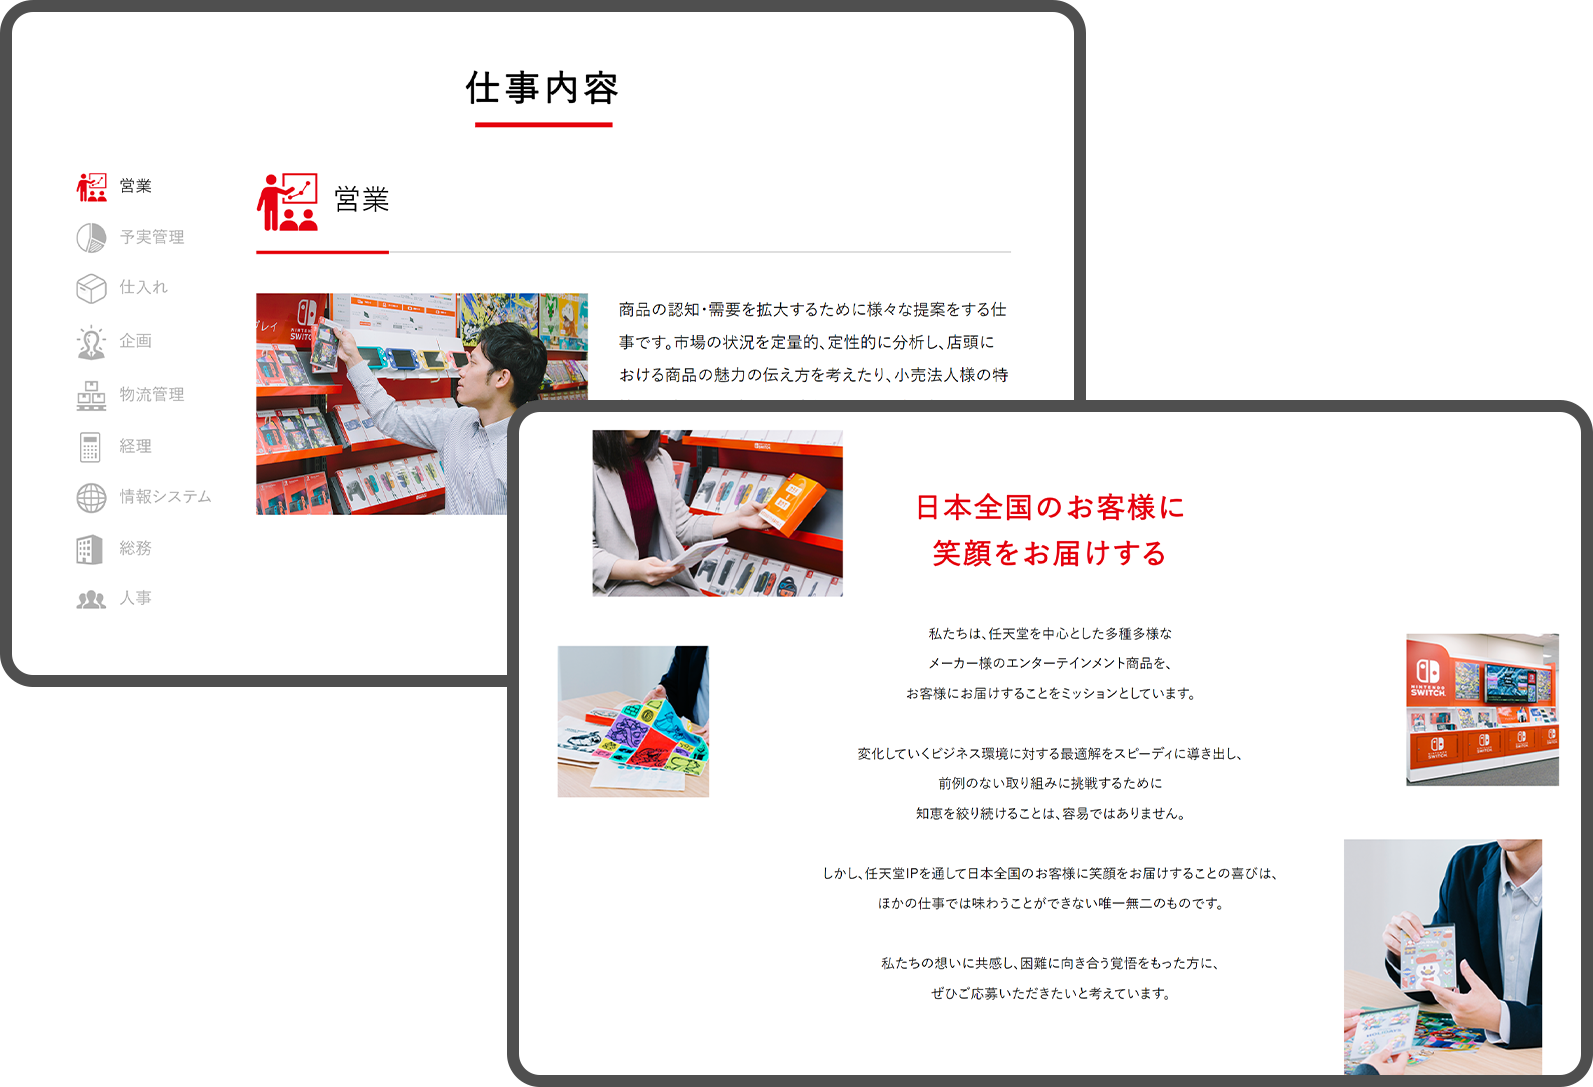 仕事内容
営業
予実管理
仕入れ
企画
物流管理
経理
情報システム
総務
人事
営業
商品の認知・需要を拡大するために様々な提案をする仕
事です。市場の状況を定量的、定性的に分析し、店頭に
おける商品の魅力の伝え方を考えたり、小売法人様の特
プレイ
NINTENDO
SWITCH
日本全国のお客様に
笑顔をお届けする
私たちは、任天堂を中心とした多種多様な
メーカー様のエンターテインメント商品を、
お客様にお届けすることをミッションとしています。
変化していくビジネス環境に対する最適解をスピーディに導き出し、
前例のない取り組みに挑戦するために
知恵を絞り続けることは、容易ではありません。
しかし、任天堂IPを通して日本全国のお客様に笑顔をお届けすることの喜びは、
ほかの仕事では味わうことができない唯一無二のものです。
私たちの想いに共感し、困難に向き合う覚悟をもった方に、
ぜひご応募いただきたいと考えています。
NINTENDO
SWITCH